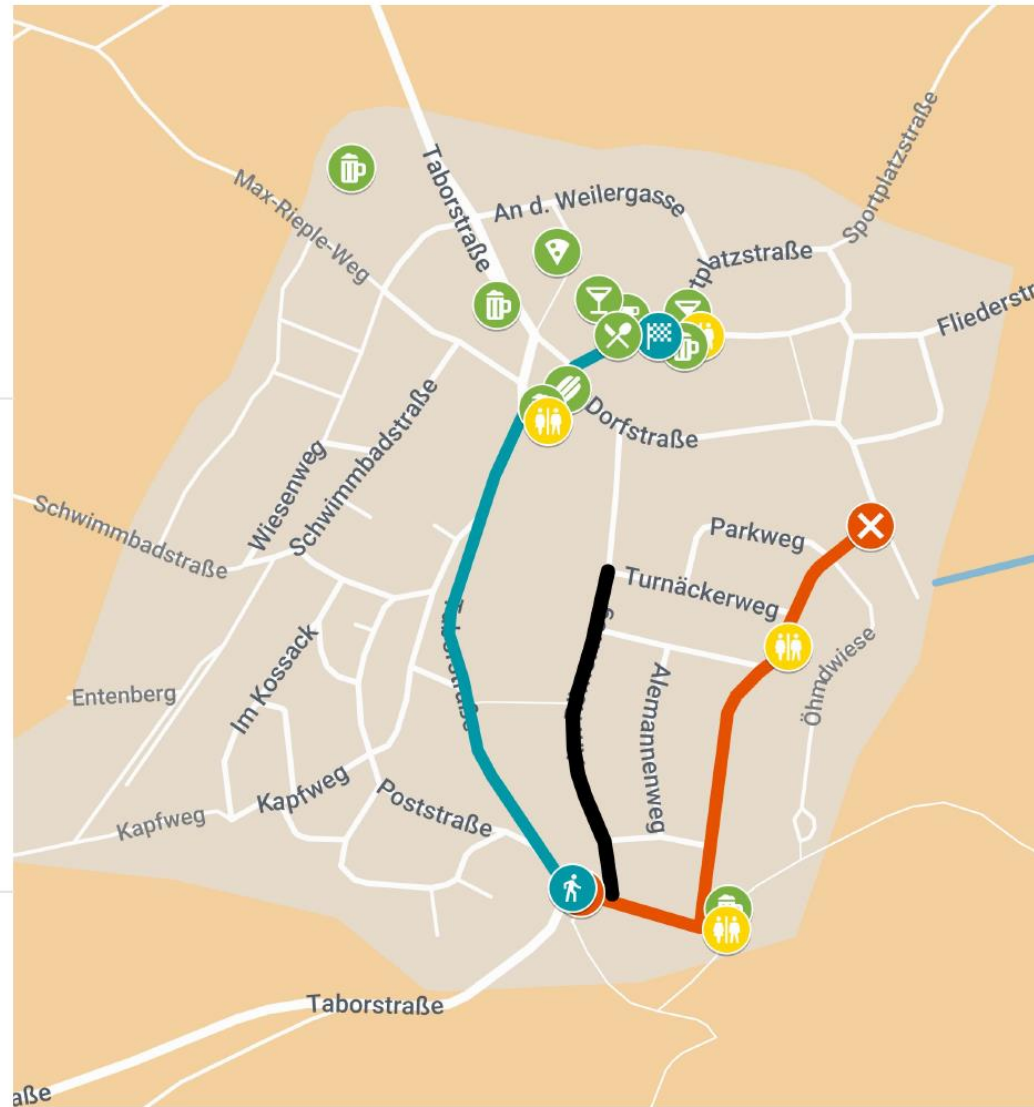 Sportplatzstraße
Taborstraße
Max-Rieple-Weg
An d. Weilergasse
tplatzstraße
Fliederstr
Dorfstraße
Schwimmbadstraße
Wiesenweg
Schwimmbadstraße
Parkweg
Turnäckerweg
Öhmdwiese
Alemannenweg
Im Kossack
Entenberg
Kapfweg
Kapfweg
Poststraße
Taborstraße
aße